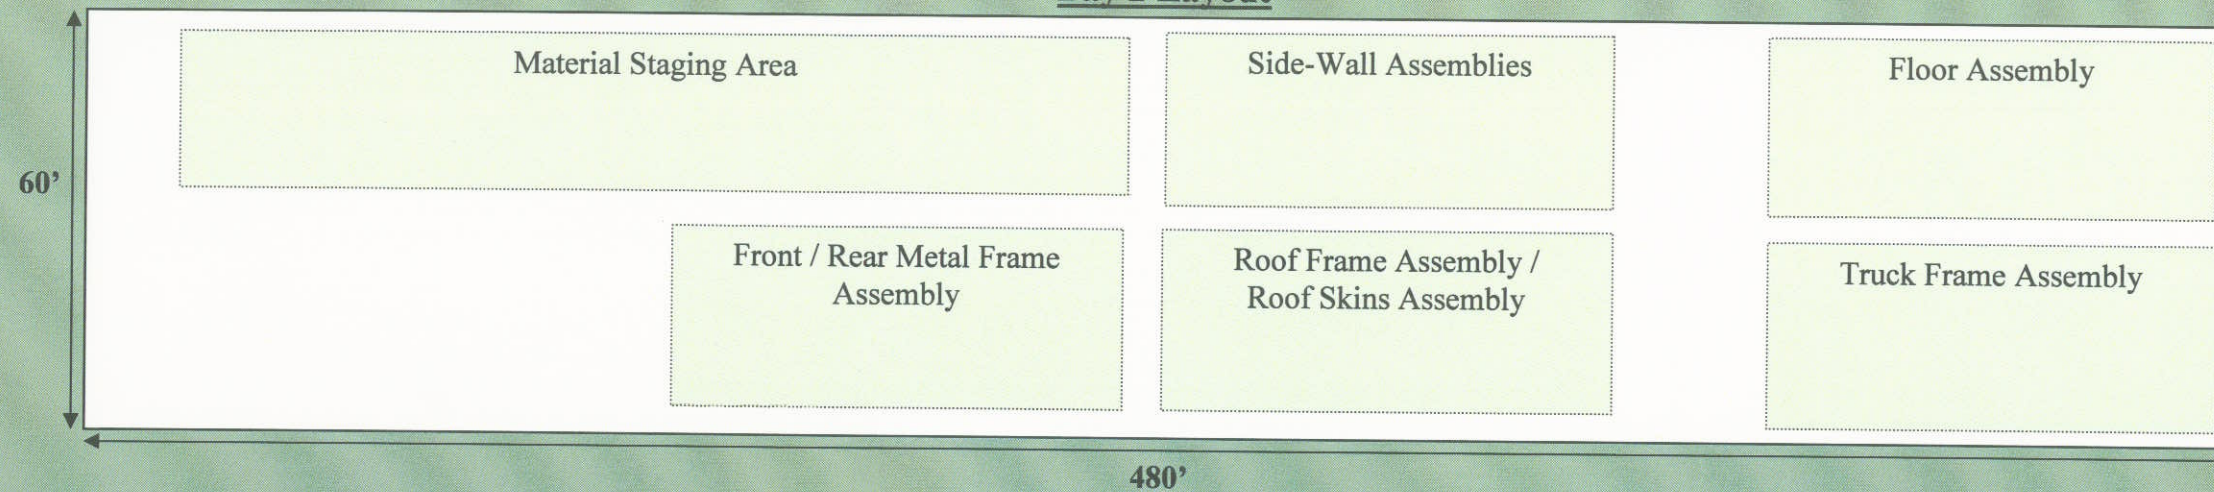 Layout
Material Staging Area
Side-Wall Assemblies
Floor Assembly
60’
Front / Rear Metal Frame
Assembly
Roof Frame Assembly /
Roof Skins Assembly
Truck Frame Assembly
480’